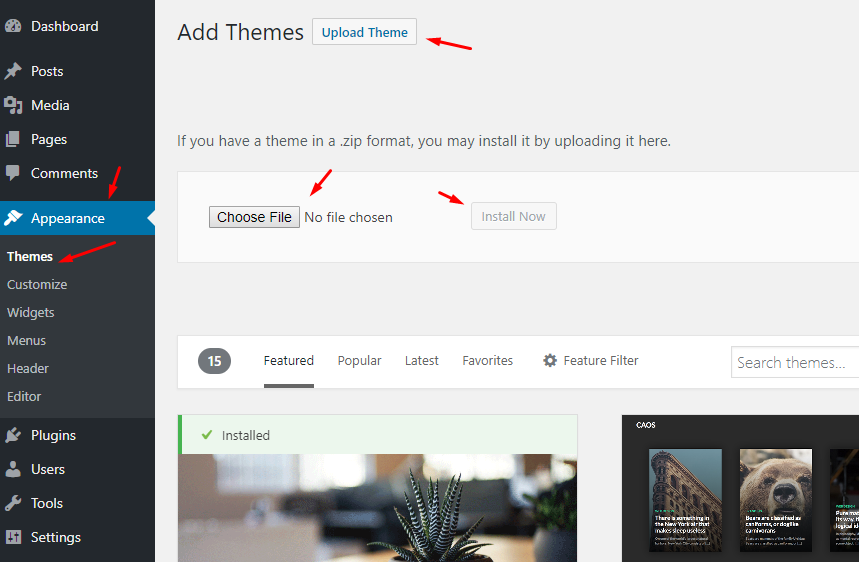 Dashboard
Posts
Media
Pages
Comments
Appearance
Themes
Customize
Widgets
Menus
Header
Editor
Plugins
Users
Tools
Settings
Add Themes
Upload Theme
If you have a theme in a .zip format, you may install it by uploading it here.
Choose File No file chosen
Install Now
15 Featured Popular Latest Favorites Feature Filter
Search themes...
Installed
CAOS
There is something in
the New York air that
makes sleep useless
Bears are classified as
caniforms, or doglike
carnivorans
Pure mat